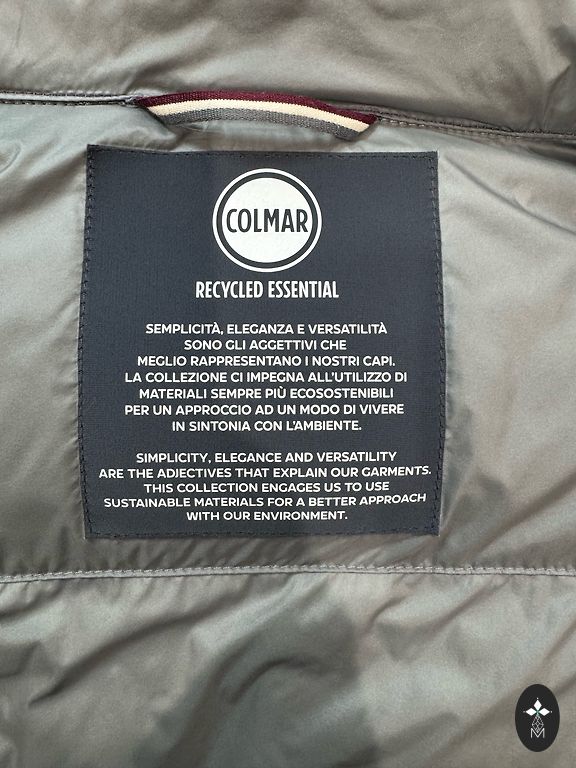 COLMAR
RECYCLED ESSENTIAL
SEMPLICITÀ, ELEGANZA E VERSATILITÀ
SONO GLI AGGETTIVI CHE
MEGLIO RAPPRESENTANO I NOSTRI CAPI.
LA COLLEZIONE CI IMPEGNA ALL'UTILIZZO DI
MATERIALI SEMPRE PIÙ ECOSOSTENIBILI
PER UN APPROCCIO AD UN MODO DI VIVERE
IN SINTONIA CON L'AMBIENTE.
SIMPLICITY, ELEGANCE AND VERSATILITY
ARE THE ADJECTIVES THAT EXPLAIN OUR GARMENTS.
THIS COLLECTION ENGAGES US TO USE
SUSTAINABLE MATERIALS FOR A BETTER APPROACH
WITH OUR ENVIRONMENT.
M